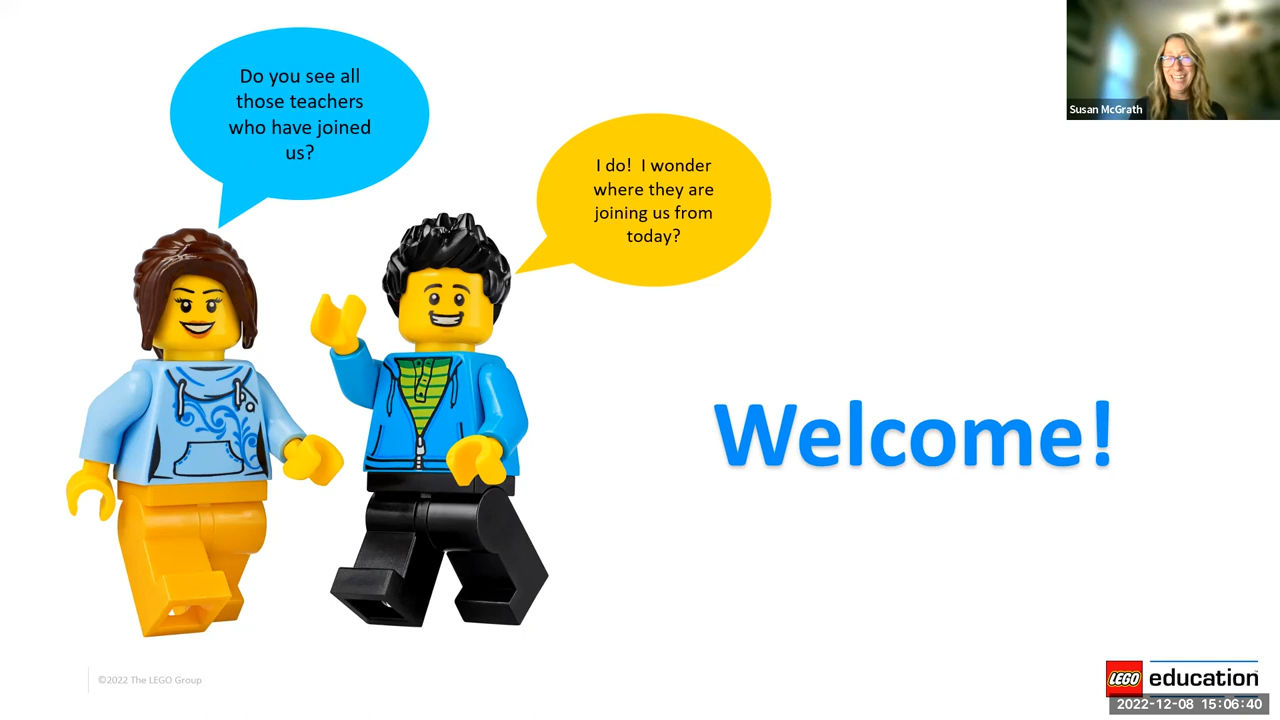 Do you see all
those teachers
who have joined
us?
I do!  I wonder
where they are
joining us from
today?
Susan McGrath
Welcome!
©2022 The LEGO Group
LEGO education
2022-12-08 15:06:40